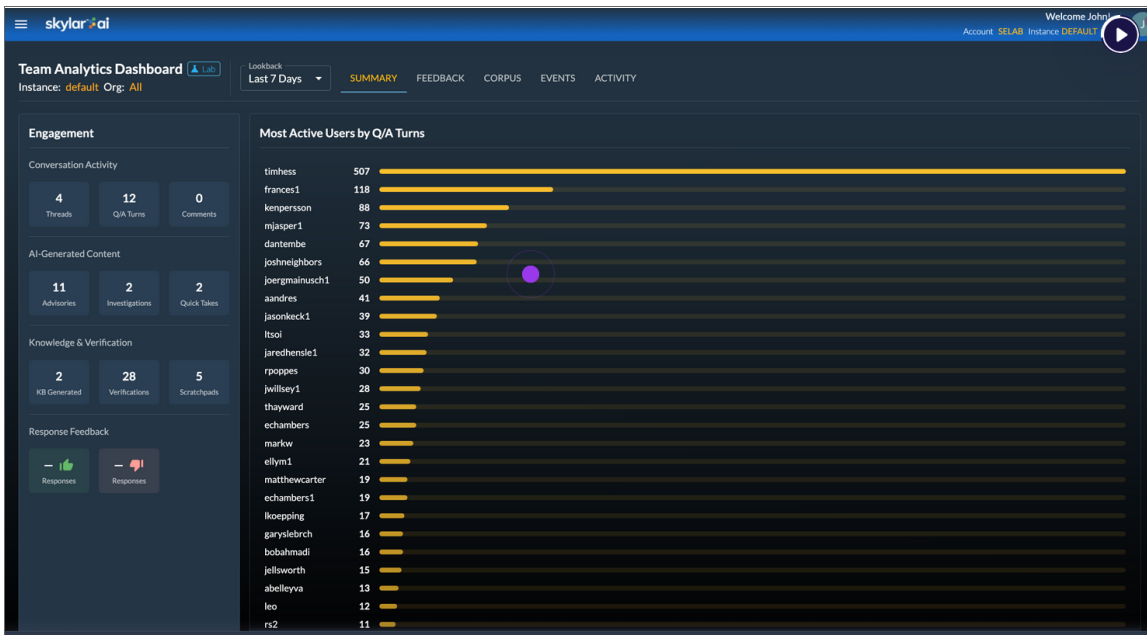 skylar ai
Welcome John!
Account SELAB Instance DEFAULT
J
Team Analytics Dashboard Lab
Instance: default Org: All
Lookback
Last 7 Days
SUMMARY FEEDBACK CORPUS EVENTS ACTIVITY
Engagement
Conversation Activity
4 12 0
Threads Q/A Turns Comments
AI-Generated Content
11 2 2
Advisories Investigations Quick Takes
Knowledge & Verification
2 28 5
KB Generated Verifications Scratchpads
Response Feedback
– –
Responses Responses
Most Active Users by Q/A Turns
timhess 507
frances1 118
kenpersson 88
mjasper1 73
dantembe 67
joshneighbors 66
joergmainusch1 50
aandres 41
jasonkeck1 39
ltsoi 33
jaredhensle1 32
rpoppes 30
jwillsey1 28
thayward 25
echambers 25
markw 23
ellym1 21
matthewcarter 19
echambers1 19
lkoepping 17
garyslebrch 16
bobahmadi 16
jellsworth 15
abelleyva 13
leo 12
rs2 11